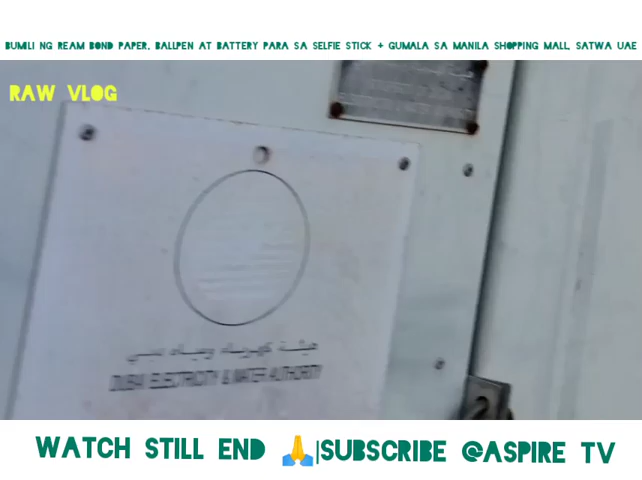 BUMILI NG REAM BOND PAPER, BALLPEN AT BATTERY PARA SA SELFIE STICK + GUMALA SA MANILA SHOPPING MALL, SATWA UAE
RAW VLOG
هيئة كهرباء ومياه دبي
DUBAI ELECTRICITY & WATER AUTHORITY
WATCH STILL END 🙏|SUBSCRIBE @ASPIRE TV